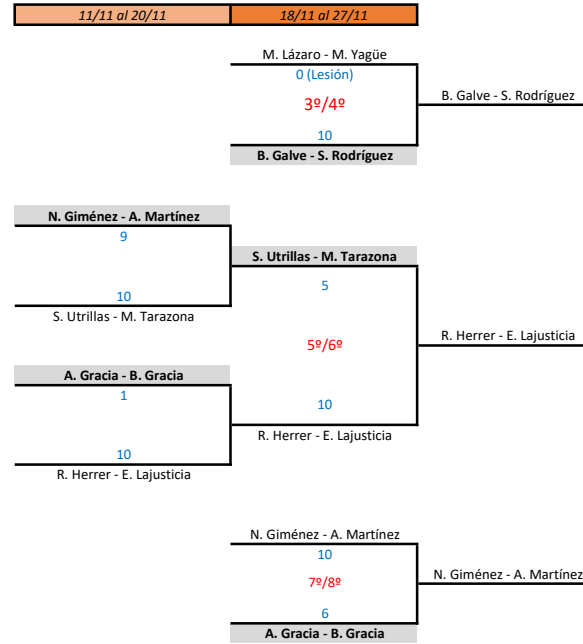 11/11 al 20/11
18/11 al 27/11
M. Lázaro - M. Yagüe
0 (Lesión)
3º/4º
B. Galve - S. Rodríguez
10
B. Galve - S. Rodríguez
N. Giménez - A. Martínez
9
S. Utrillas - M. Tarazona
5
10
S. Utrillas - M. Tarazona
5º/6º
R. Herrer - E. Lajusticia
A. Gracia - B. Gracia
1
10
R. Herrer - E. Lajusticia
10
R. Herrer - E. Lajusticia
N. Giménez - A. Martínez
10
7º/8º
N. Giménez - A. Martínez
6
A. Gracia - B. Gracia